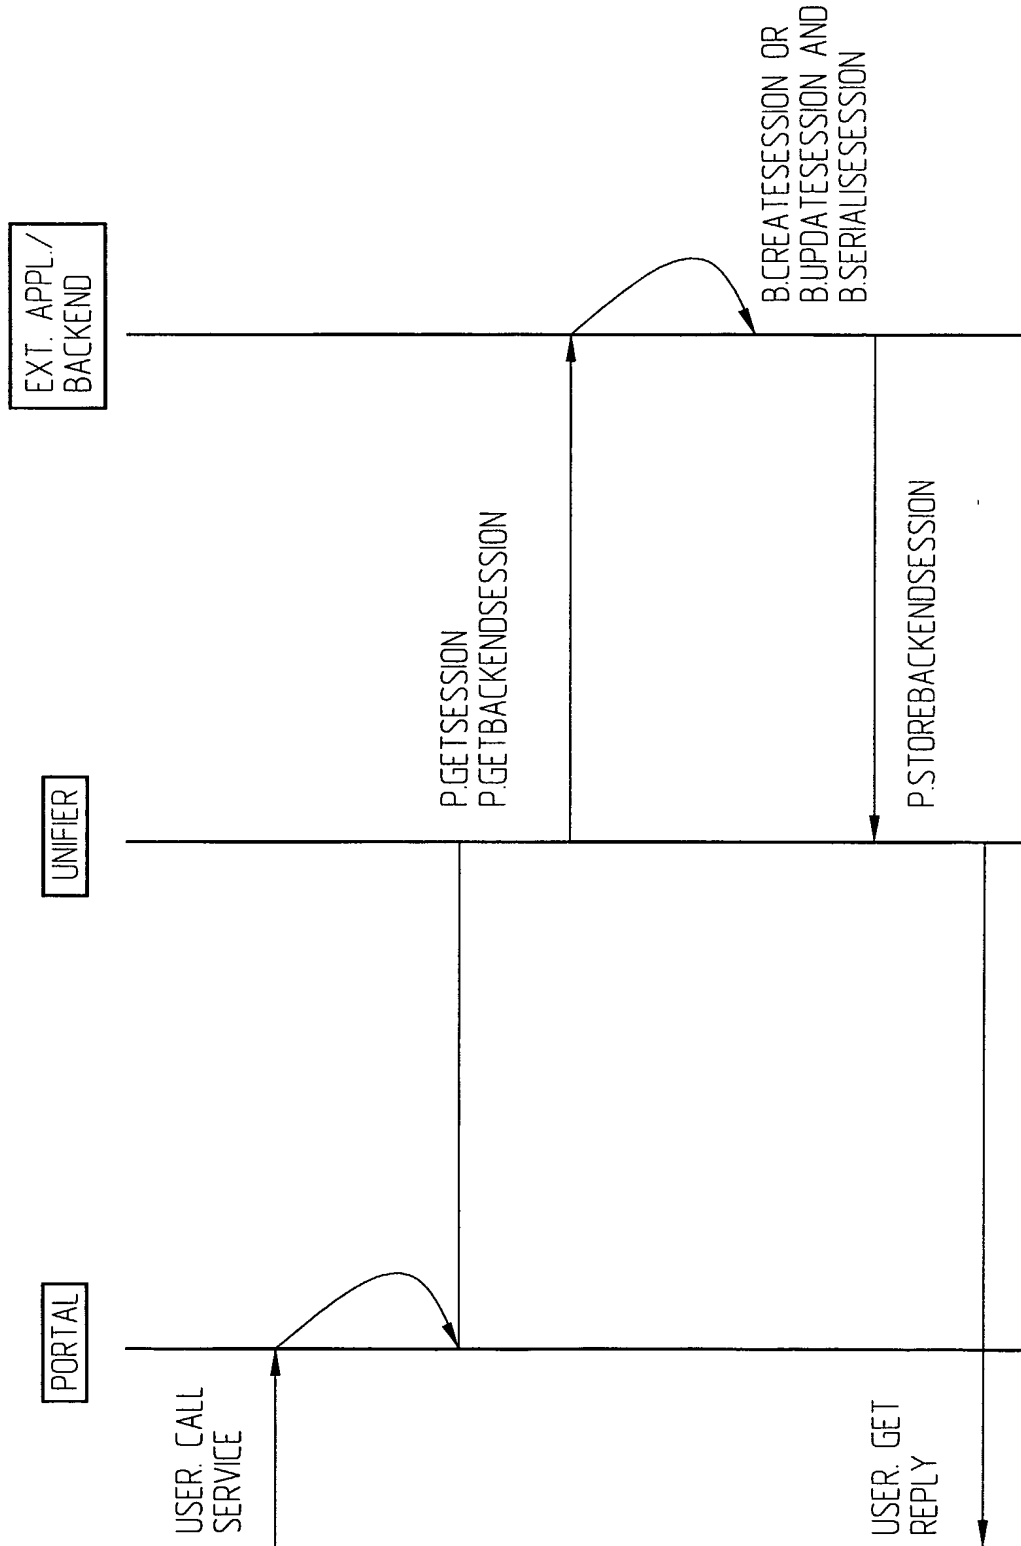 PORTAL
UNIFIER
EXT. APPL./
BACKEND
USER. CALL
SERVICE
P.GETSESSION
P.GETBACKENDSESSION
B.CREATESESSION OR
B.UPDATESESSION AND
B.SERIALISESESSION
P.STOREBACKENDSESSION
USER. GET
REPLY